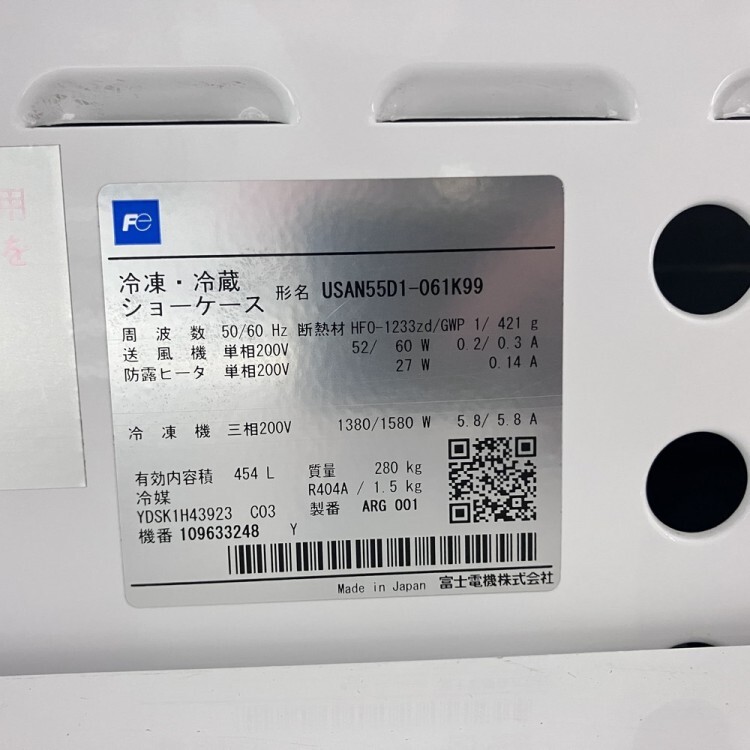 用
を
Fe
冷凍・冷蔵
ショーケース 形名 USAN55D1-061K99
周波数 50/60 Hz 断熱材 HFO-1233zd/GWP 1/ 421 g
送風機 単相200V 52/ 60 W 0.2/ 0.3 A
防露ヒータ 単相200V 27 W 0.14 A
冷凍機 三相200V 1380/1580 W 5.8/ 5.8 A
有効内容積 454 L 質量 280 kg
冷媒 R404A / 1.5 kg
YDSK1H43923 C03 製番 ARG 001
機番 109633248 Y
Made in Japan 富士電機株式会社